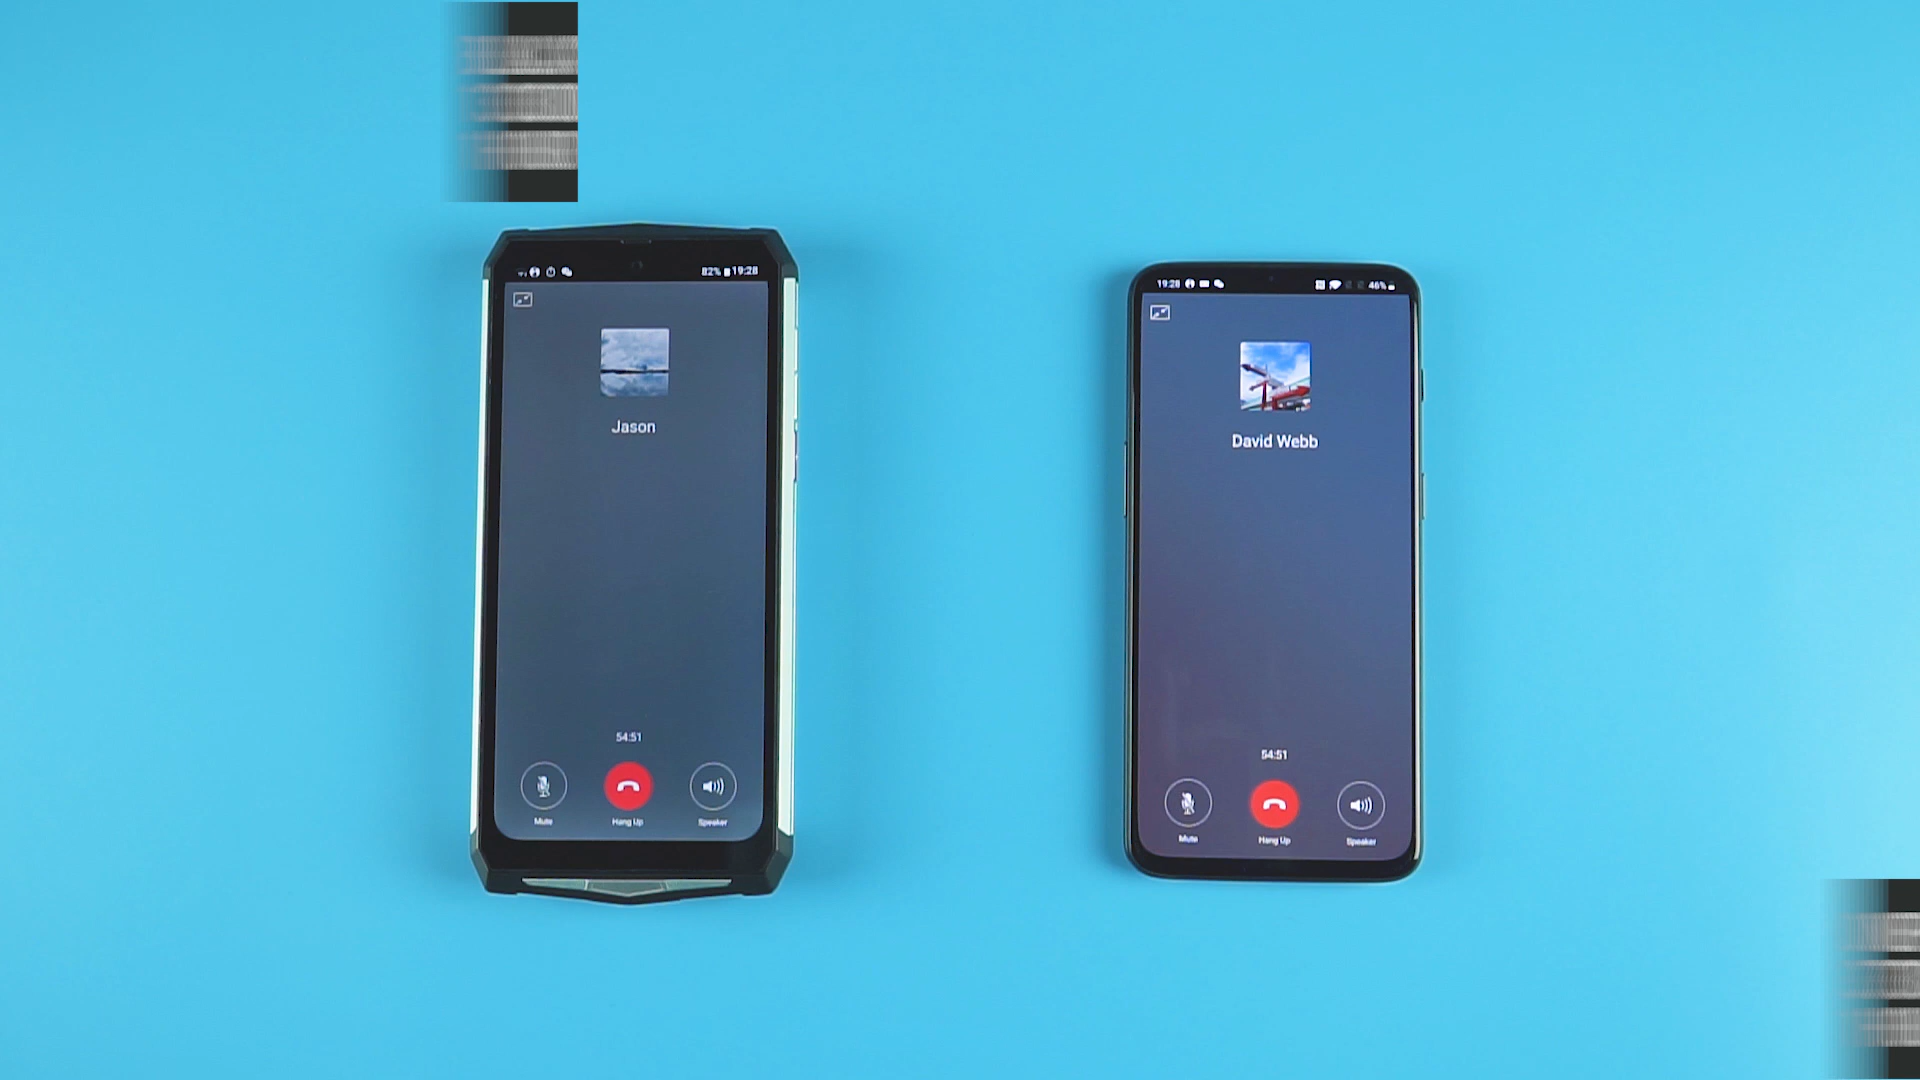 82% 19:28
Jason
54:51
Mute
Hang Up
Speaker
19:28
46%
David Webb
54:51
Mute
Hang Up
Speaker